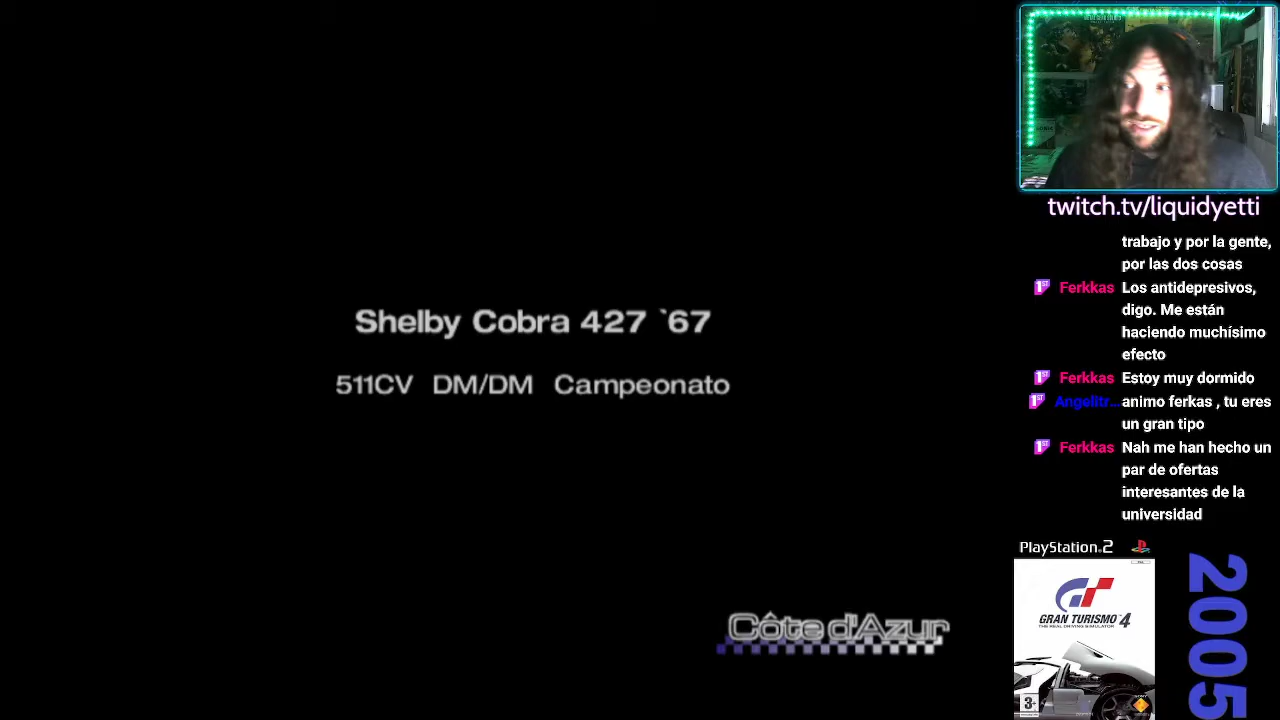 Shelby Cobra 427 `67
511CV DM/DM Campeonato
Côte d'Azur
twitch.tv/liquidyetti
trabajo y por la gente,
por las dos cosas
Ferkkas Los antidepresivos,
digo. Me están
haciendo muchísimo
efecto
Ferkkas Estoy muy dormido
Angelitr... animo ferkas , tu eres
un gran tipo
Ferkkas Nah me han hecho un
par de ofertas
interesantes de la
universidad
PlayStation.2
GRAN TURISMO 4
THE REAL DRIVING SIMULATOR
3+
SONY
2005